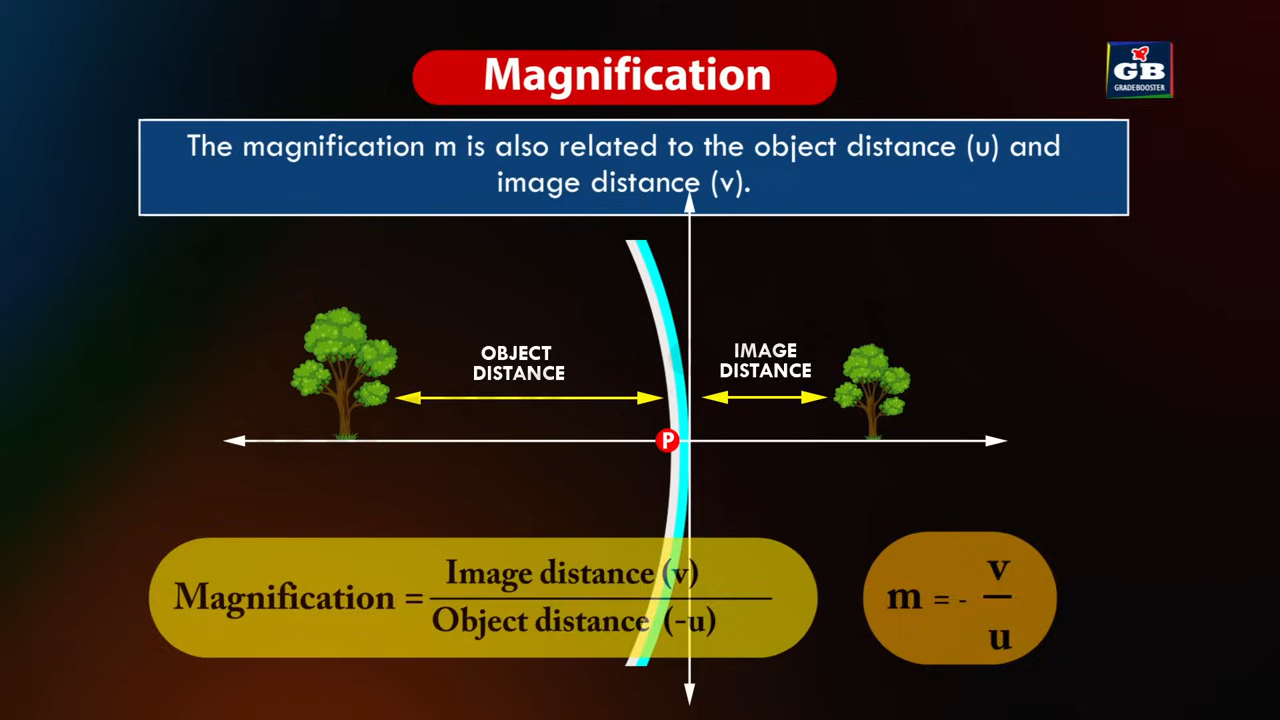 Magnification
GB
GRADEBOOSTER
The magnification m is also related to the object distance (u) and
image distance (v).
OBJECT
DISTANCE
IMAGE
DISTANCE
P
Magnification = Image distance (v)
Object distance (-u)
m = - v
u